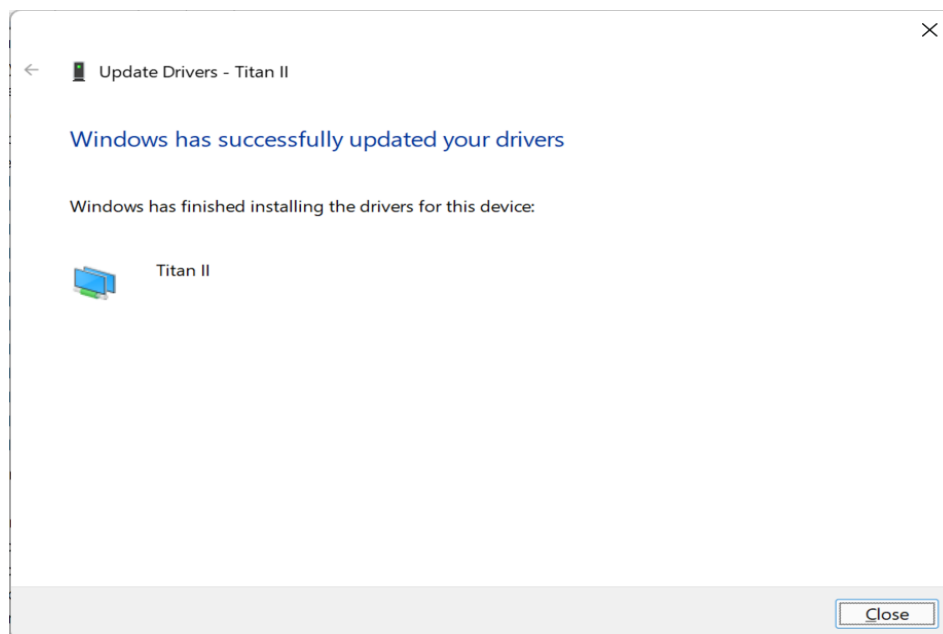 Update Drivers - Titan II
Windows has successfully updated your drivers
Windows has finished installing the drivers for this device:
Titan II
Close